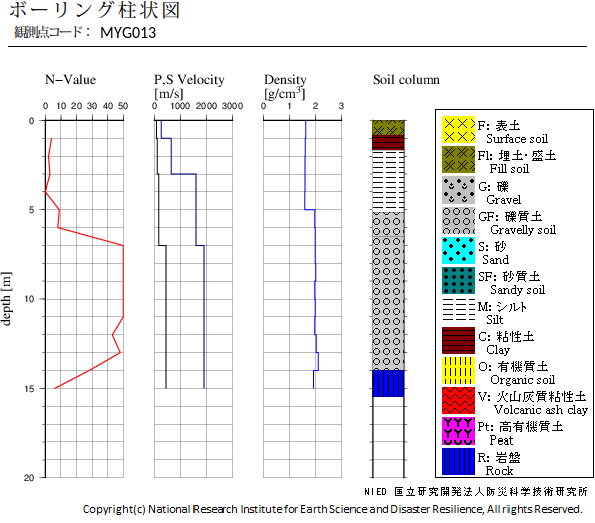 ボーリング柱状図
観測点コード： MYG013
N−Value
P,S Velocity
[m/s]
Density
[g/cm3]
Soil column
0 10 20 30 40 50
0 1000 2000 3000
0 1 2 3
0
5
10
15
20
depth [m]
F: 表土
Surface soil
Fl: 埋土・盛土
Fill soil
G: 礫
Gravel
GF: 礫質土
Gravelly soil
S: 砂
Sand
SF: 砂質土
Sandy soil
M: シルト
Silt
C: 粘性土
Clay
O: 有機質土
Organic soil
V: 火山灰質粘性土
Volcanic ash clay
Pt: 高有機質土
Peat
R: 岩盤
Rock
NIED 国立研究開発法人防災科学技術研究所
Copyright(c) National Research Institute for Earth Science and Disaster Resilience, All rights Reserved.